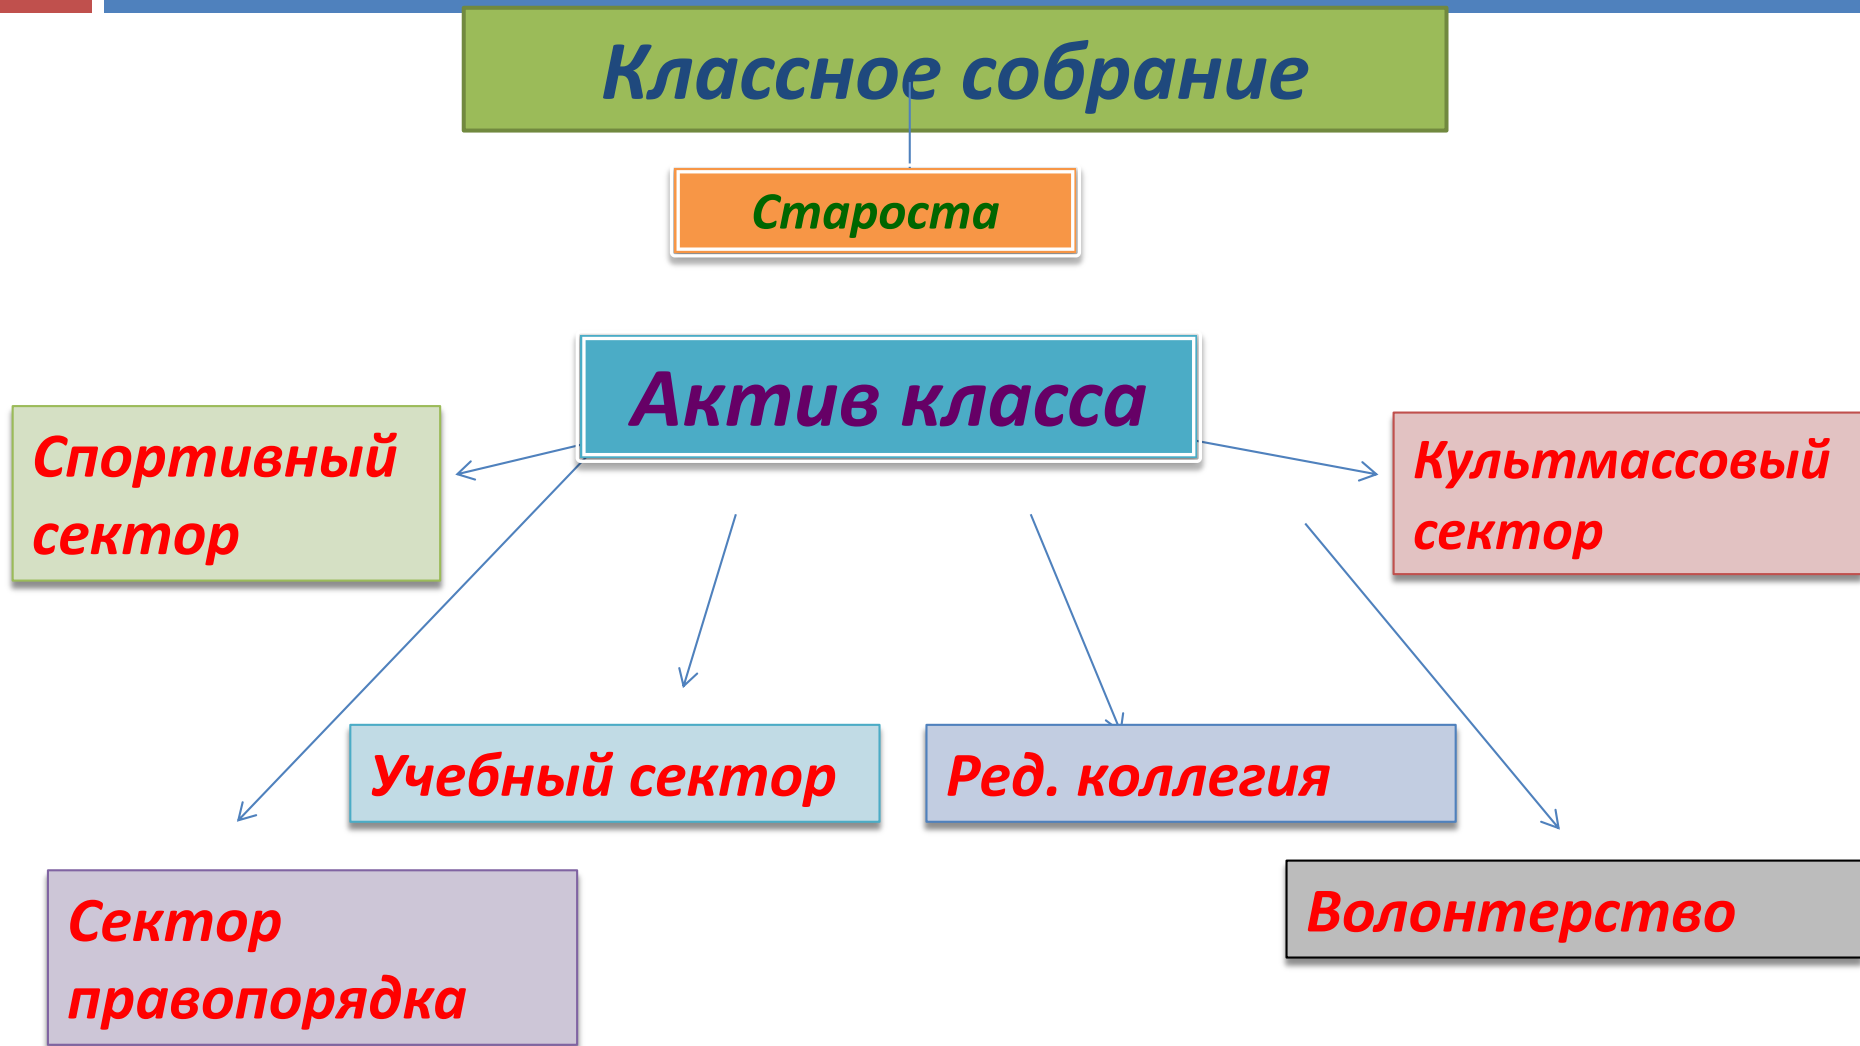 Классное собрание
Староста
Актив класса
Спортивный
сектор
Культмассовый
сектор
Учебный сектор
Ред. коллегия
Сектор
правопорядка
Волонтерство